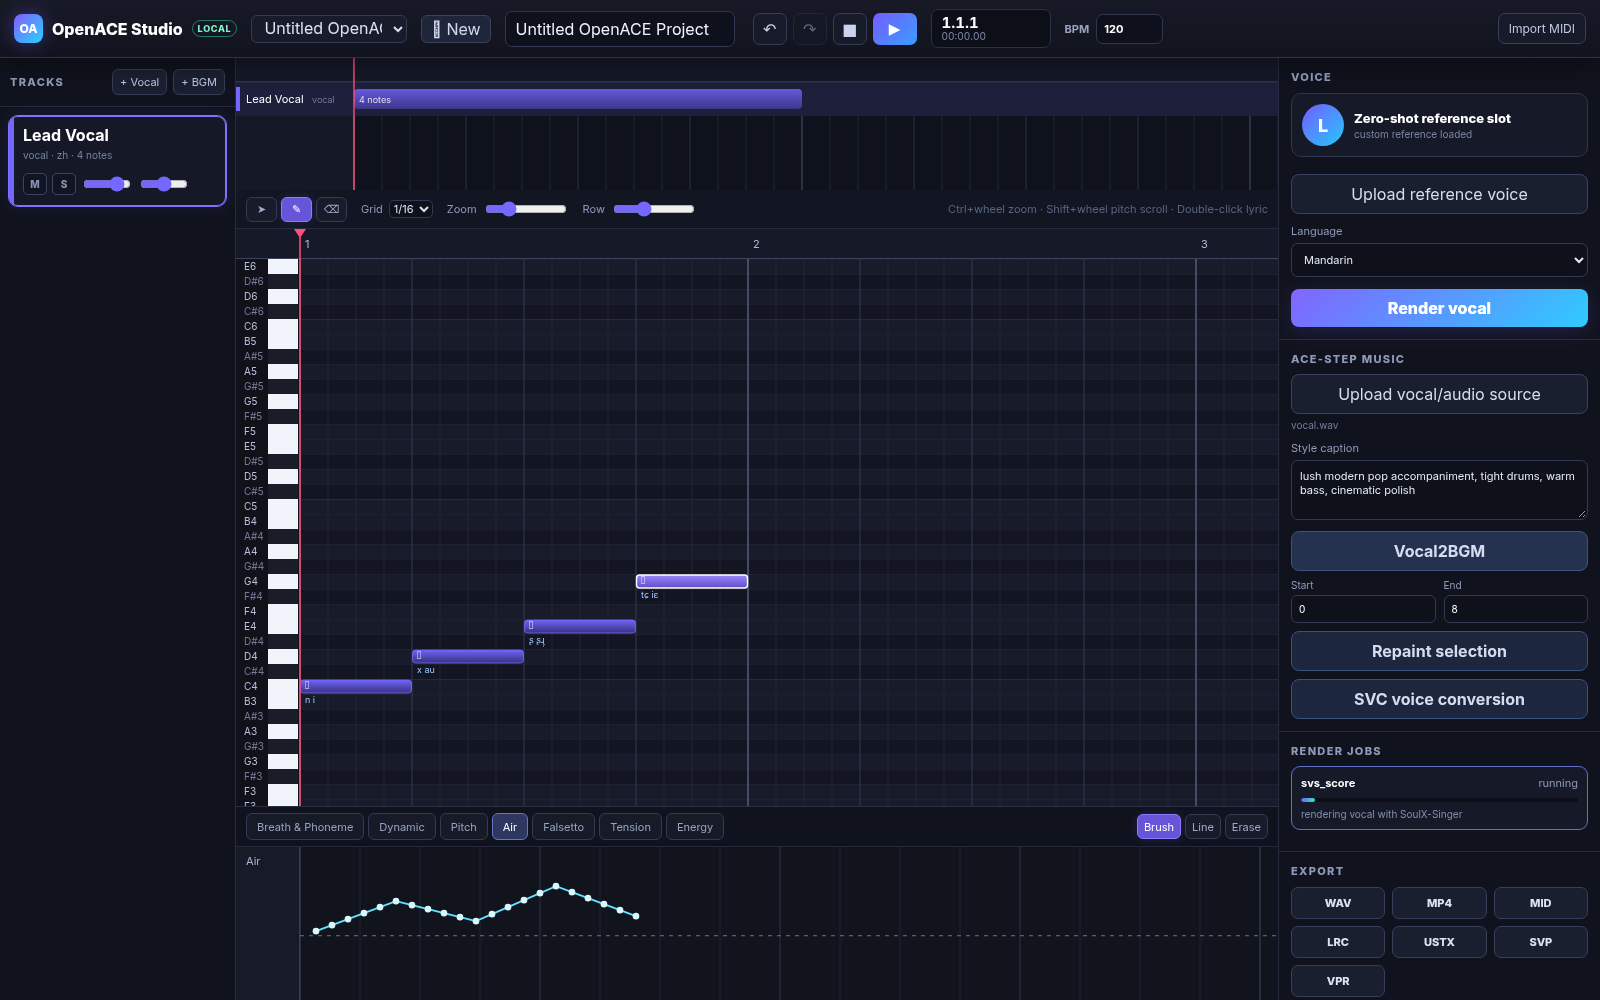 OA OpenACE Studio LOCAL Untitled OpenAC New Untitled OpenACE Project 1.1.1 00:00.00 BPM 120 Import MIDI
TRACKS + Vocal + BGM
Lead Vocal
vocal · zh · 4 notes
M S
Lead Vocal vocal 4 notes
Grid 1/16 Zoom Row Ctrl+wheel zoom · Shift+wheel pitch scroll · Double-click lyric
1 2 3
E6
D#6
D6
C#6
C6
B5
A#5
A5
G#5
G5
F#5
F5
E5
D#5
D5
C#5
C5
B4
A#4
A4
G#4
G4
F#4 tɕ iɛ
F4
E4
D#4
D4
C#4 x au
C4
B3 n i
A#3
A3
G#3
G3
F#3
F3
Breath & Phoneme Dynamic Pitch Air Falsetto Tension Energy Brush Line Erase
Air
VOICE
L Zero-shot reference slot
custom reference loaded
Upload reference voice
Language
Mandarin
Render vocal
ACE-STEP MUSIC
Upload vocal/audio source
vocal.wav
Style caption
lush modern pop accompaniment, tight drums, warm
bass, cinematic polish
Vocal2BGM
Start End
0 8
Repaint selection
SVC voice conversion
RENDER JOBS
svs_score running
rendering vocal with SoulX-Singer
EXPORT
WAV MP4 MID
LRC USTX SVP
VPR